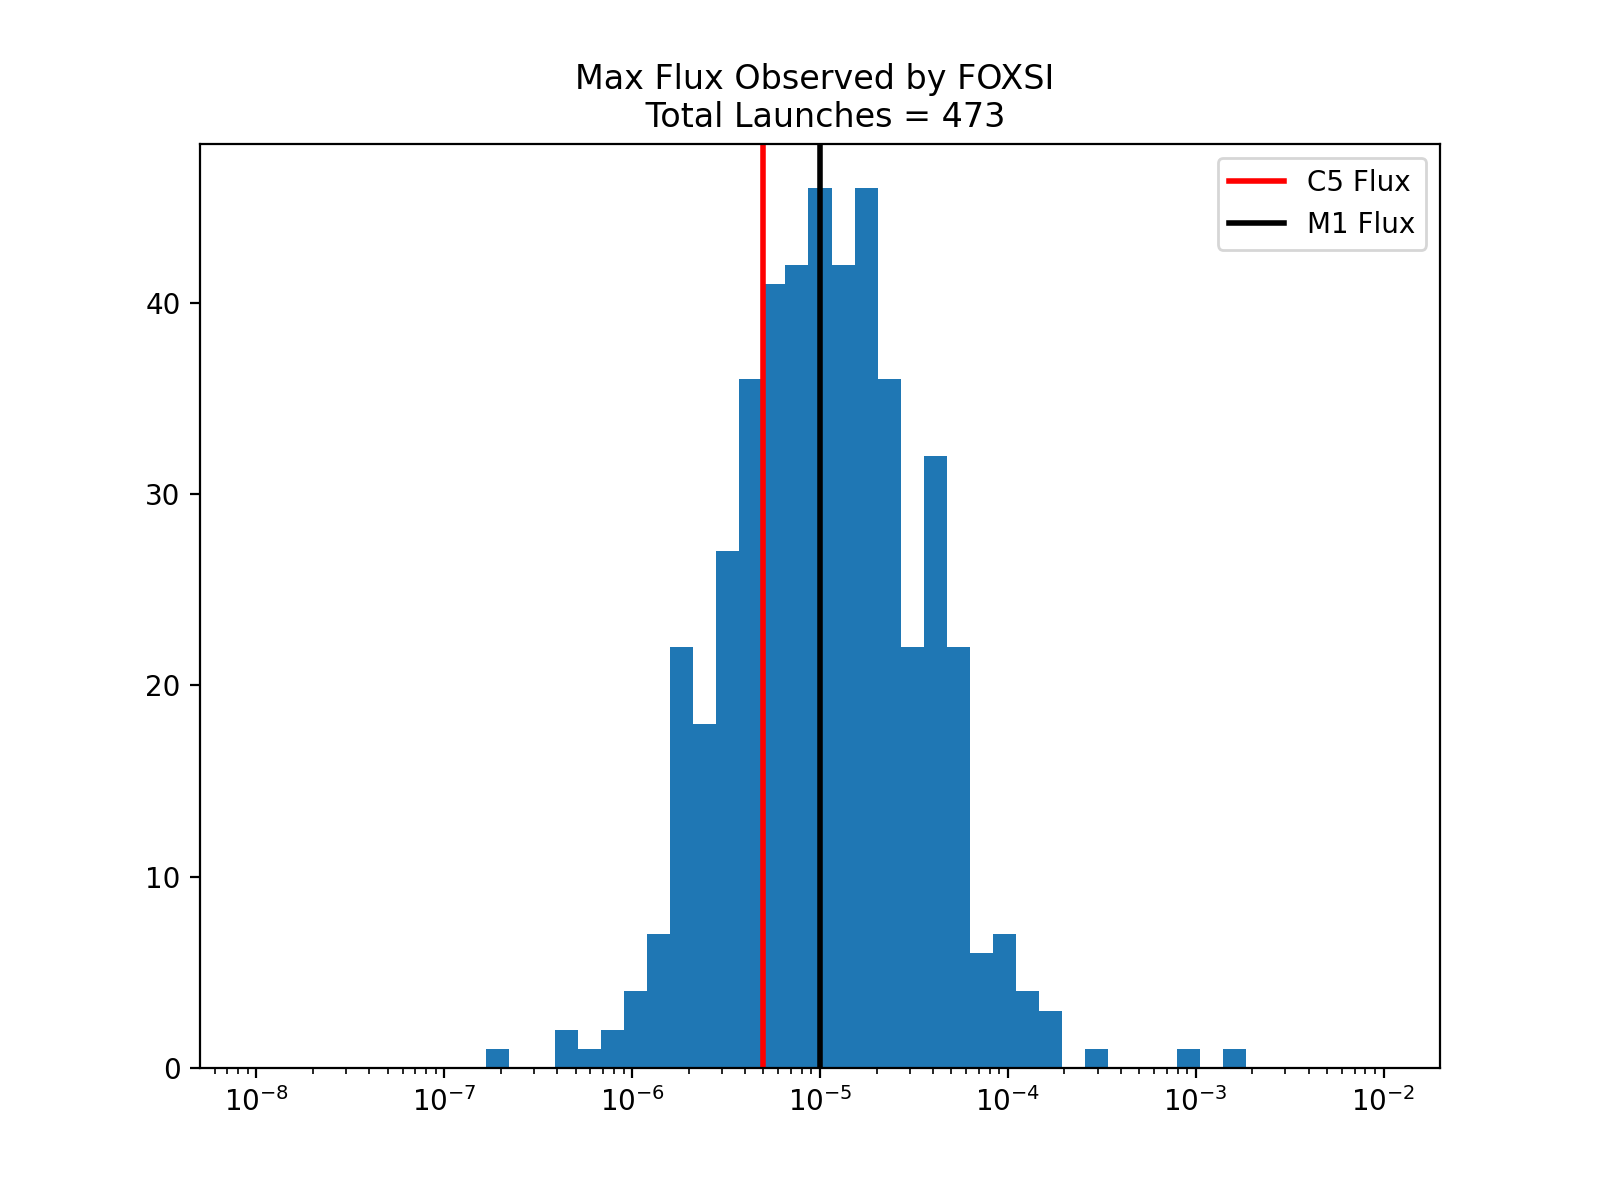 Max Flux Observed by FOXSI
Total Launches = 473
C5 Flux
M1 Flux
40
30
20
10
0
10⁻⁸ 10⁻⁷ 10⁻⁶ 10⁻⁵ 10⁻⁴ 10⁻³ 10⁻²